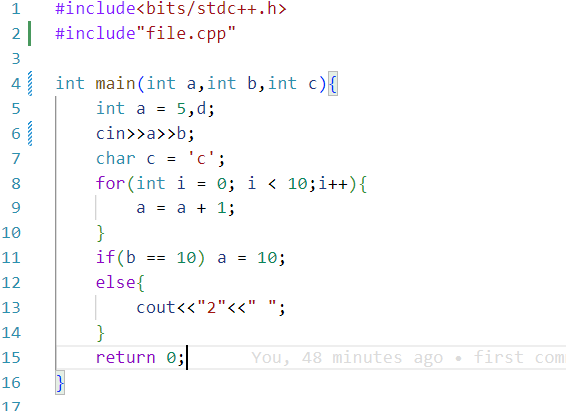 1 #include<bits/stdc++.h>
2 #include"file.cpp"
3
4 int main(int a,int b,int c){
5     int a = 5,d;
6     cin>>a>>b;
7     char c = 'c';
8     for(int i = 0; i < 10;i++){
9         a = a + 1;
10     }
11     if(b == 10) a = 10;
12     else{
13         cout<<"2"<<" ";
14     }
15     return 0; You, 48 minutes ago • first com
16 }
17